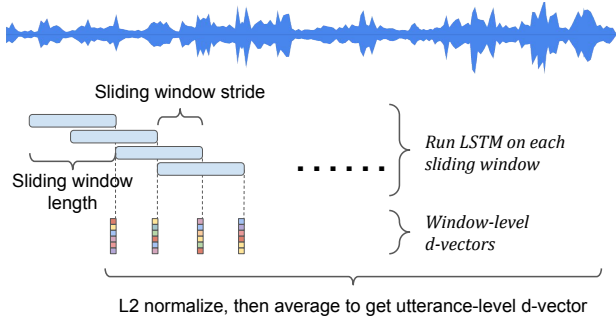 Sliding window stride
Run LSTM on each
sliding window
Sliding window
length
......
Window-level
d-vectors
L2 normalize, then average to get utterance-level d-vector